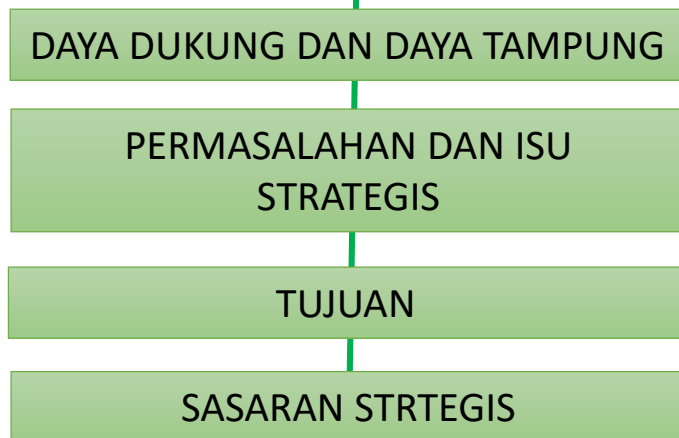 DAYA DUKUNG DAN DAYA TAMPUNG
PERMASALAHAN DAN ISU
STRATEGIS
TUJUAN
SASARAN STRTEGIS